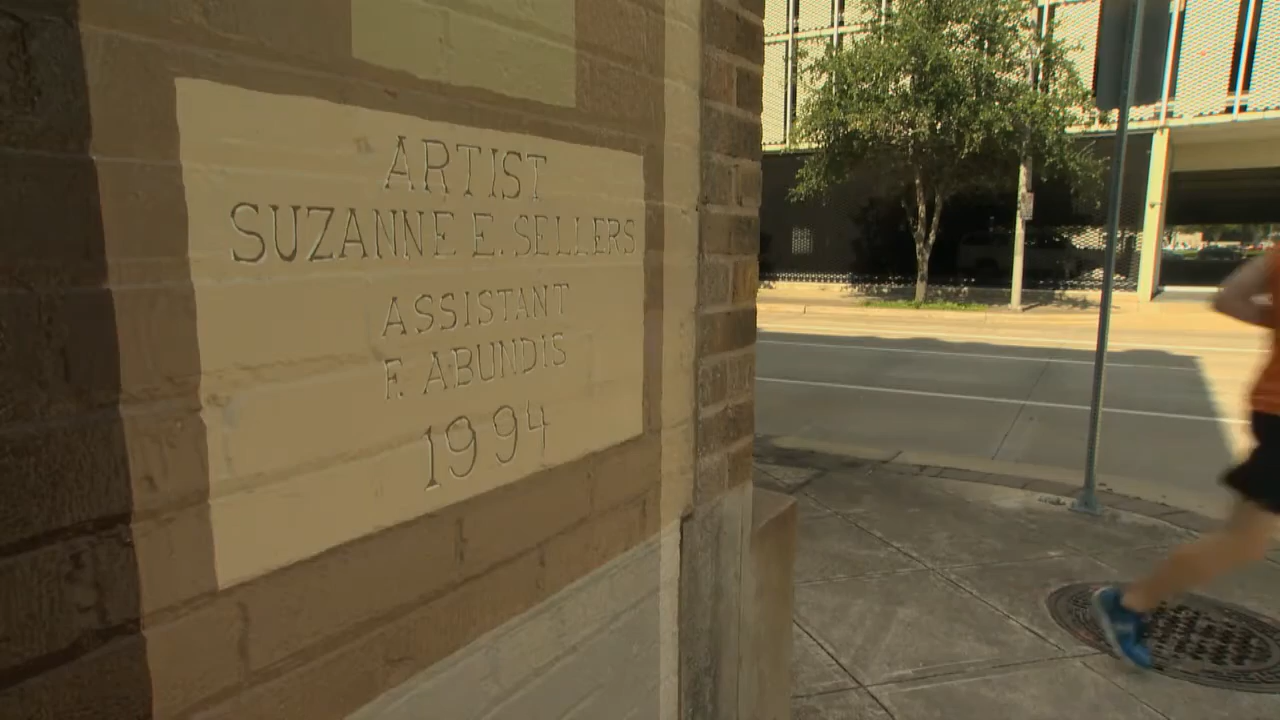 ARTIST
SUZANNE E. SELLERS
ASSISTANT
F. ABUNDIS
1994